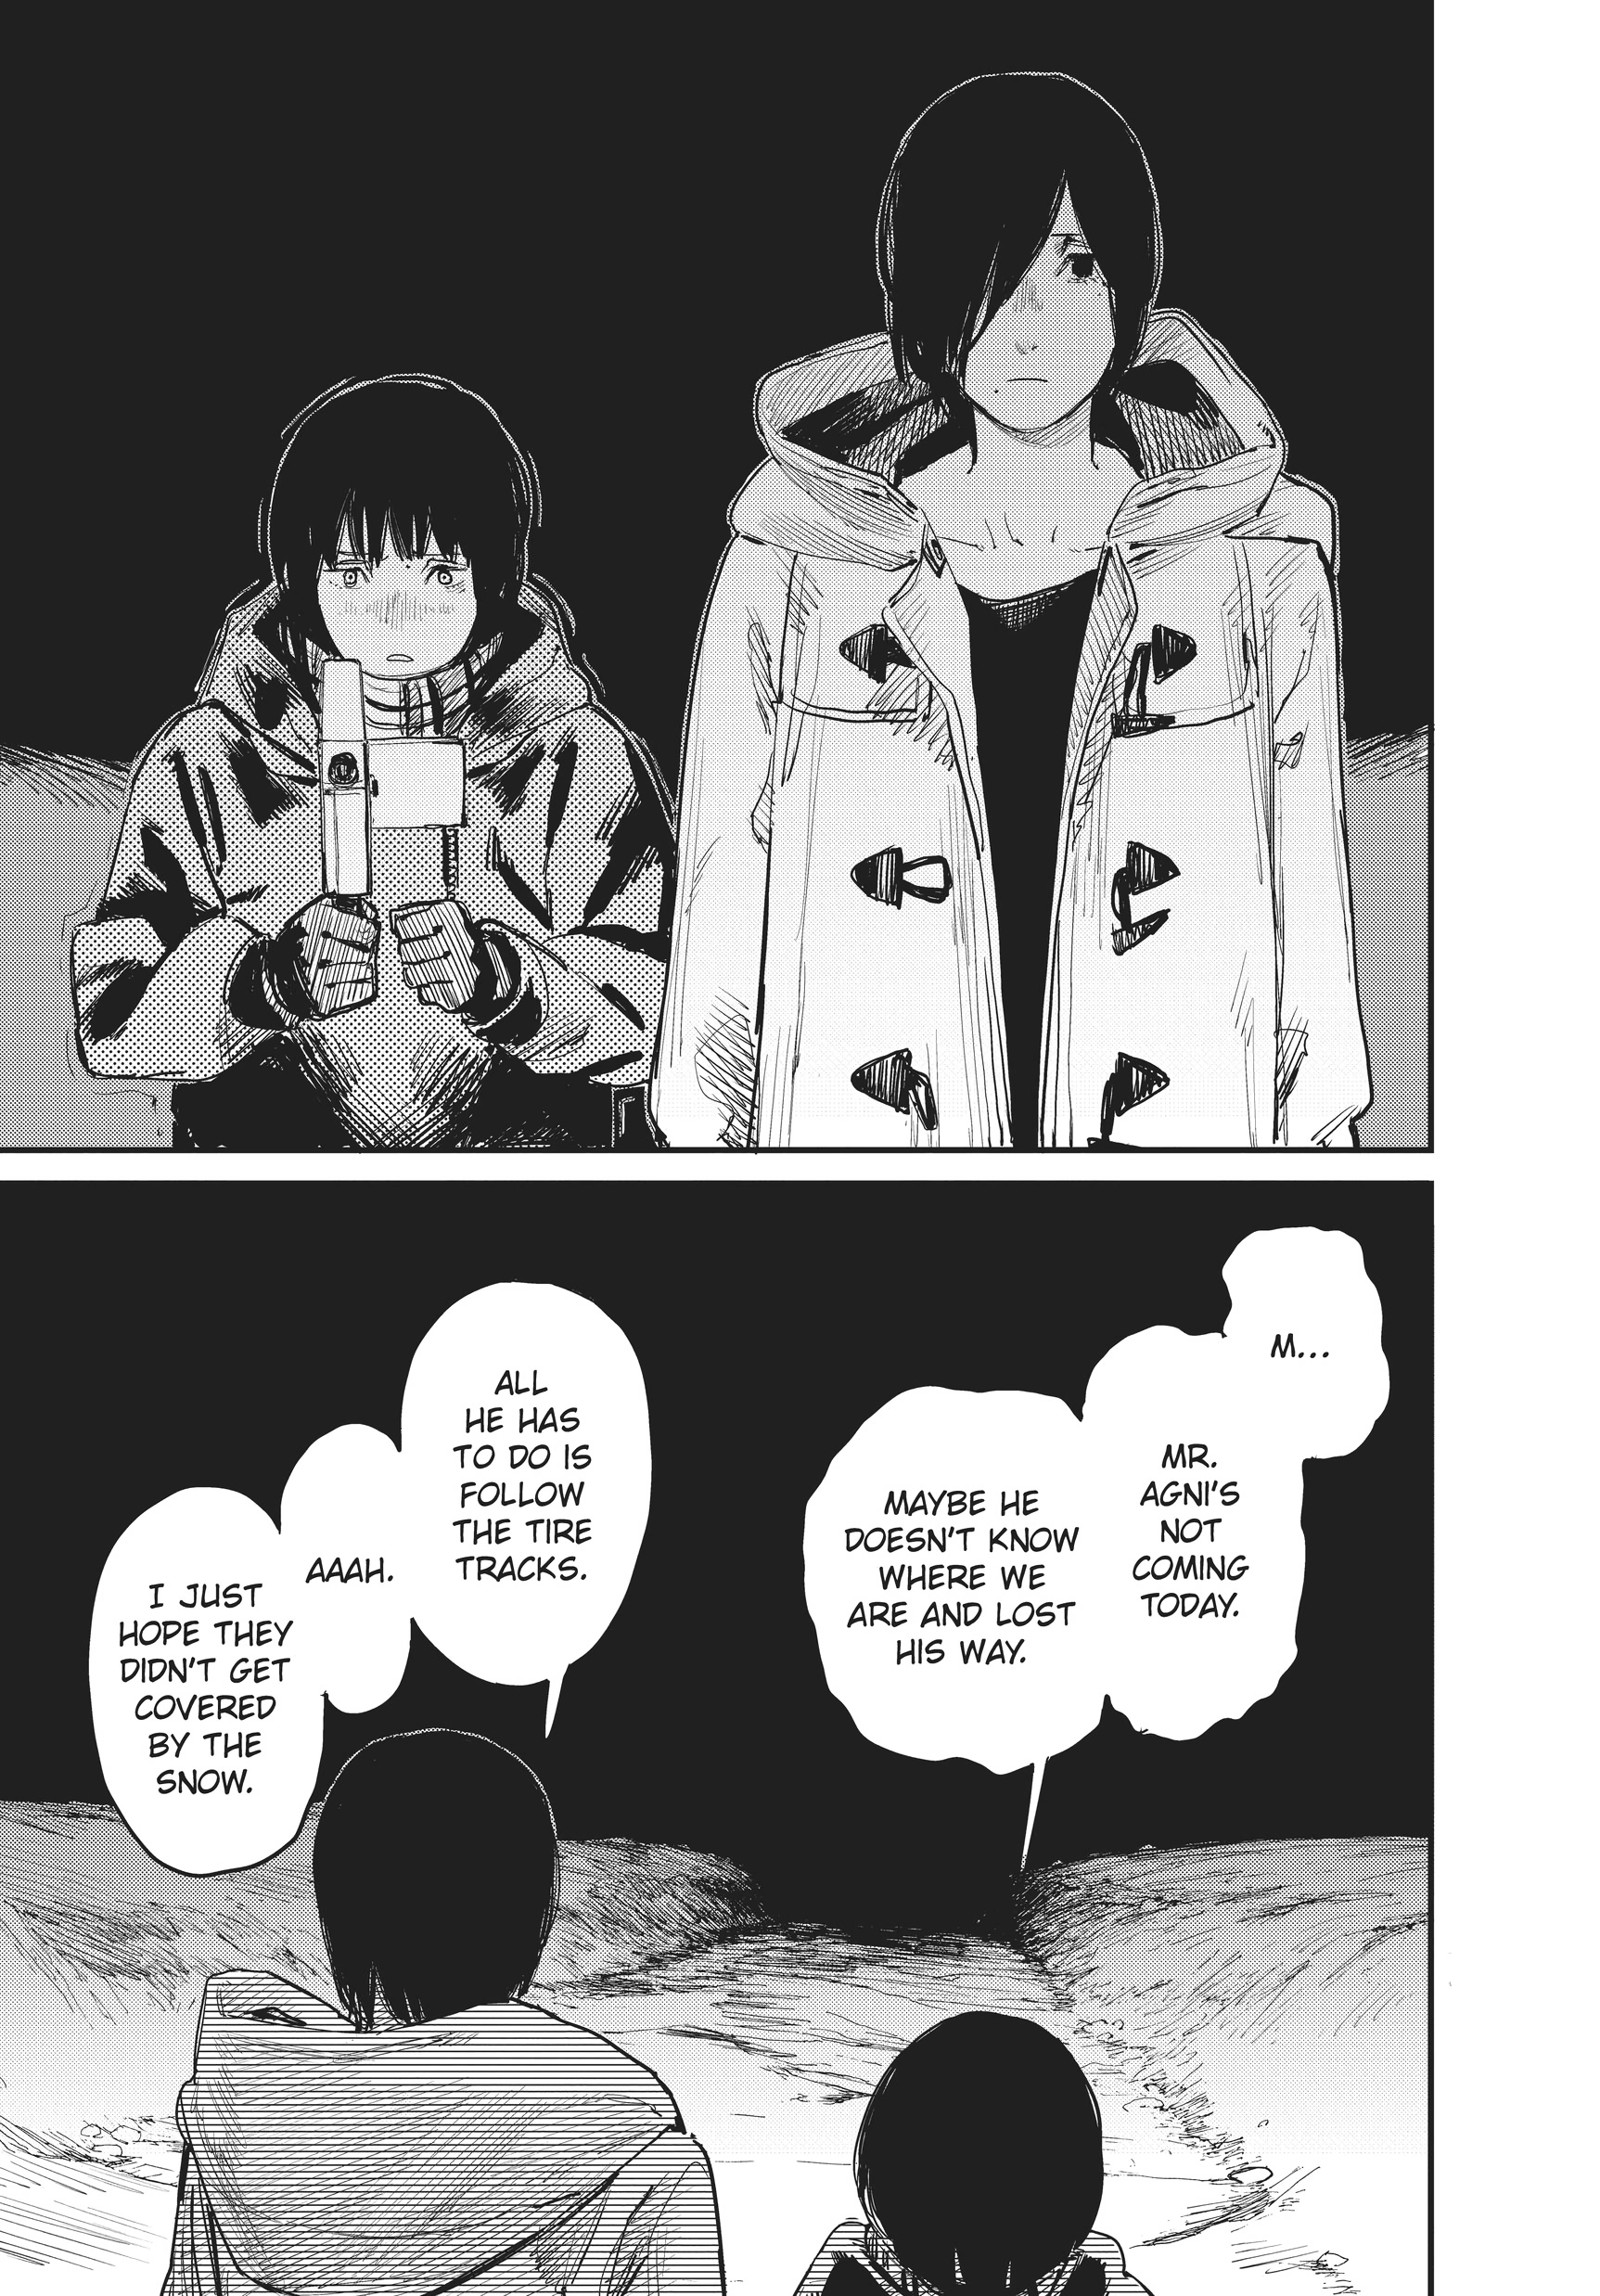 M...
MR.
AGNI'S
NOT
COMING
TODAY.
MAYBE HE
DOESN'T KNOW
WHERE WE
ARE AND LOST
HIS WAY.
ALL
HE HAS
TO DO IS
FOLLOW
THE TIRE
TRACKS.
AAAH.
I JUST
HOPE THEY
DIDN'T GET
COVERED
BY THE
SNOW.